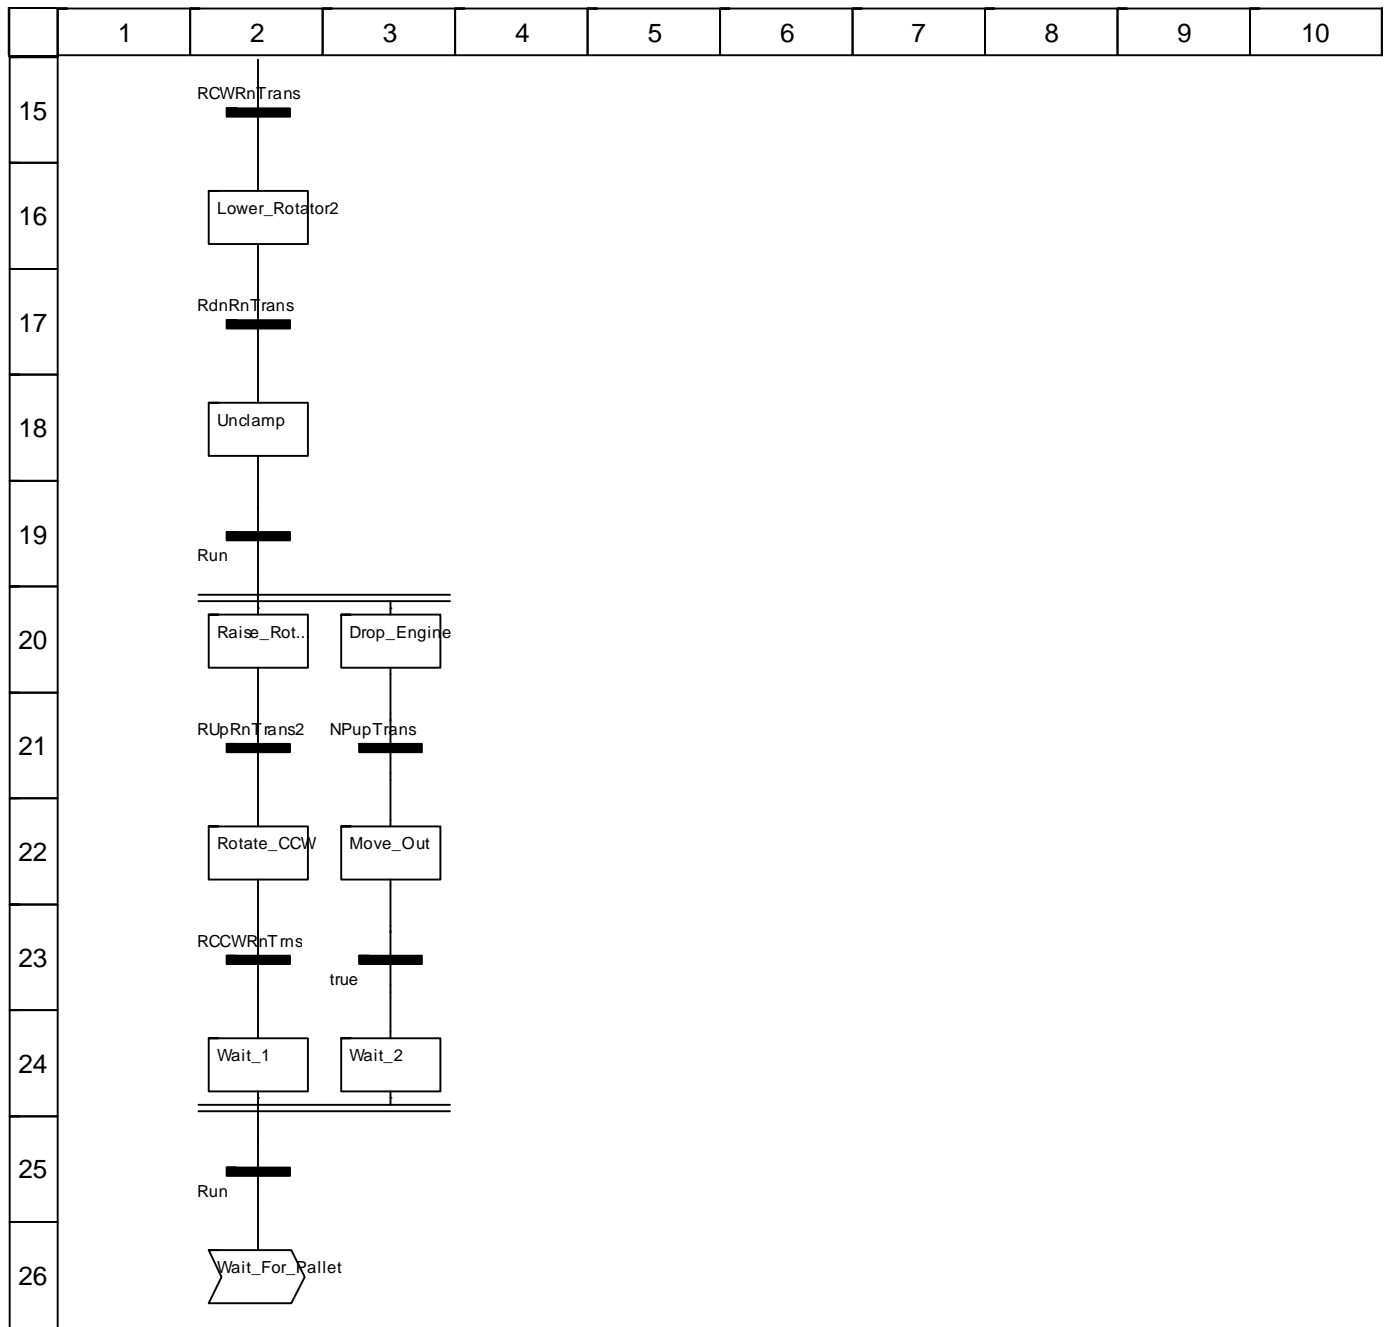 1 2 3 4 5 6 7 8 9 10
15
RCWRnTrans
16
Lower_Rotator2
17
RdnRnTrans
18
Unclamp
19
Run
20
Raise_Rot... Drop_Engine
21
RUpRnTrans2 NPupTrans
22
Rotate_CCW Move_Out
23
RCCWRnTrns
true
24
Wait_1 Wait_2
25
Run
26
Wait_For_Pallet